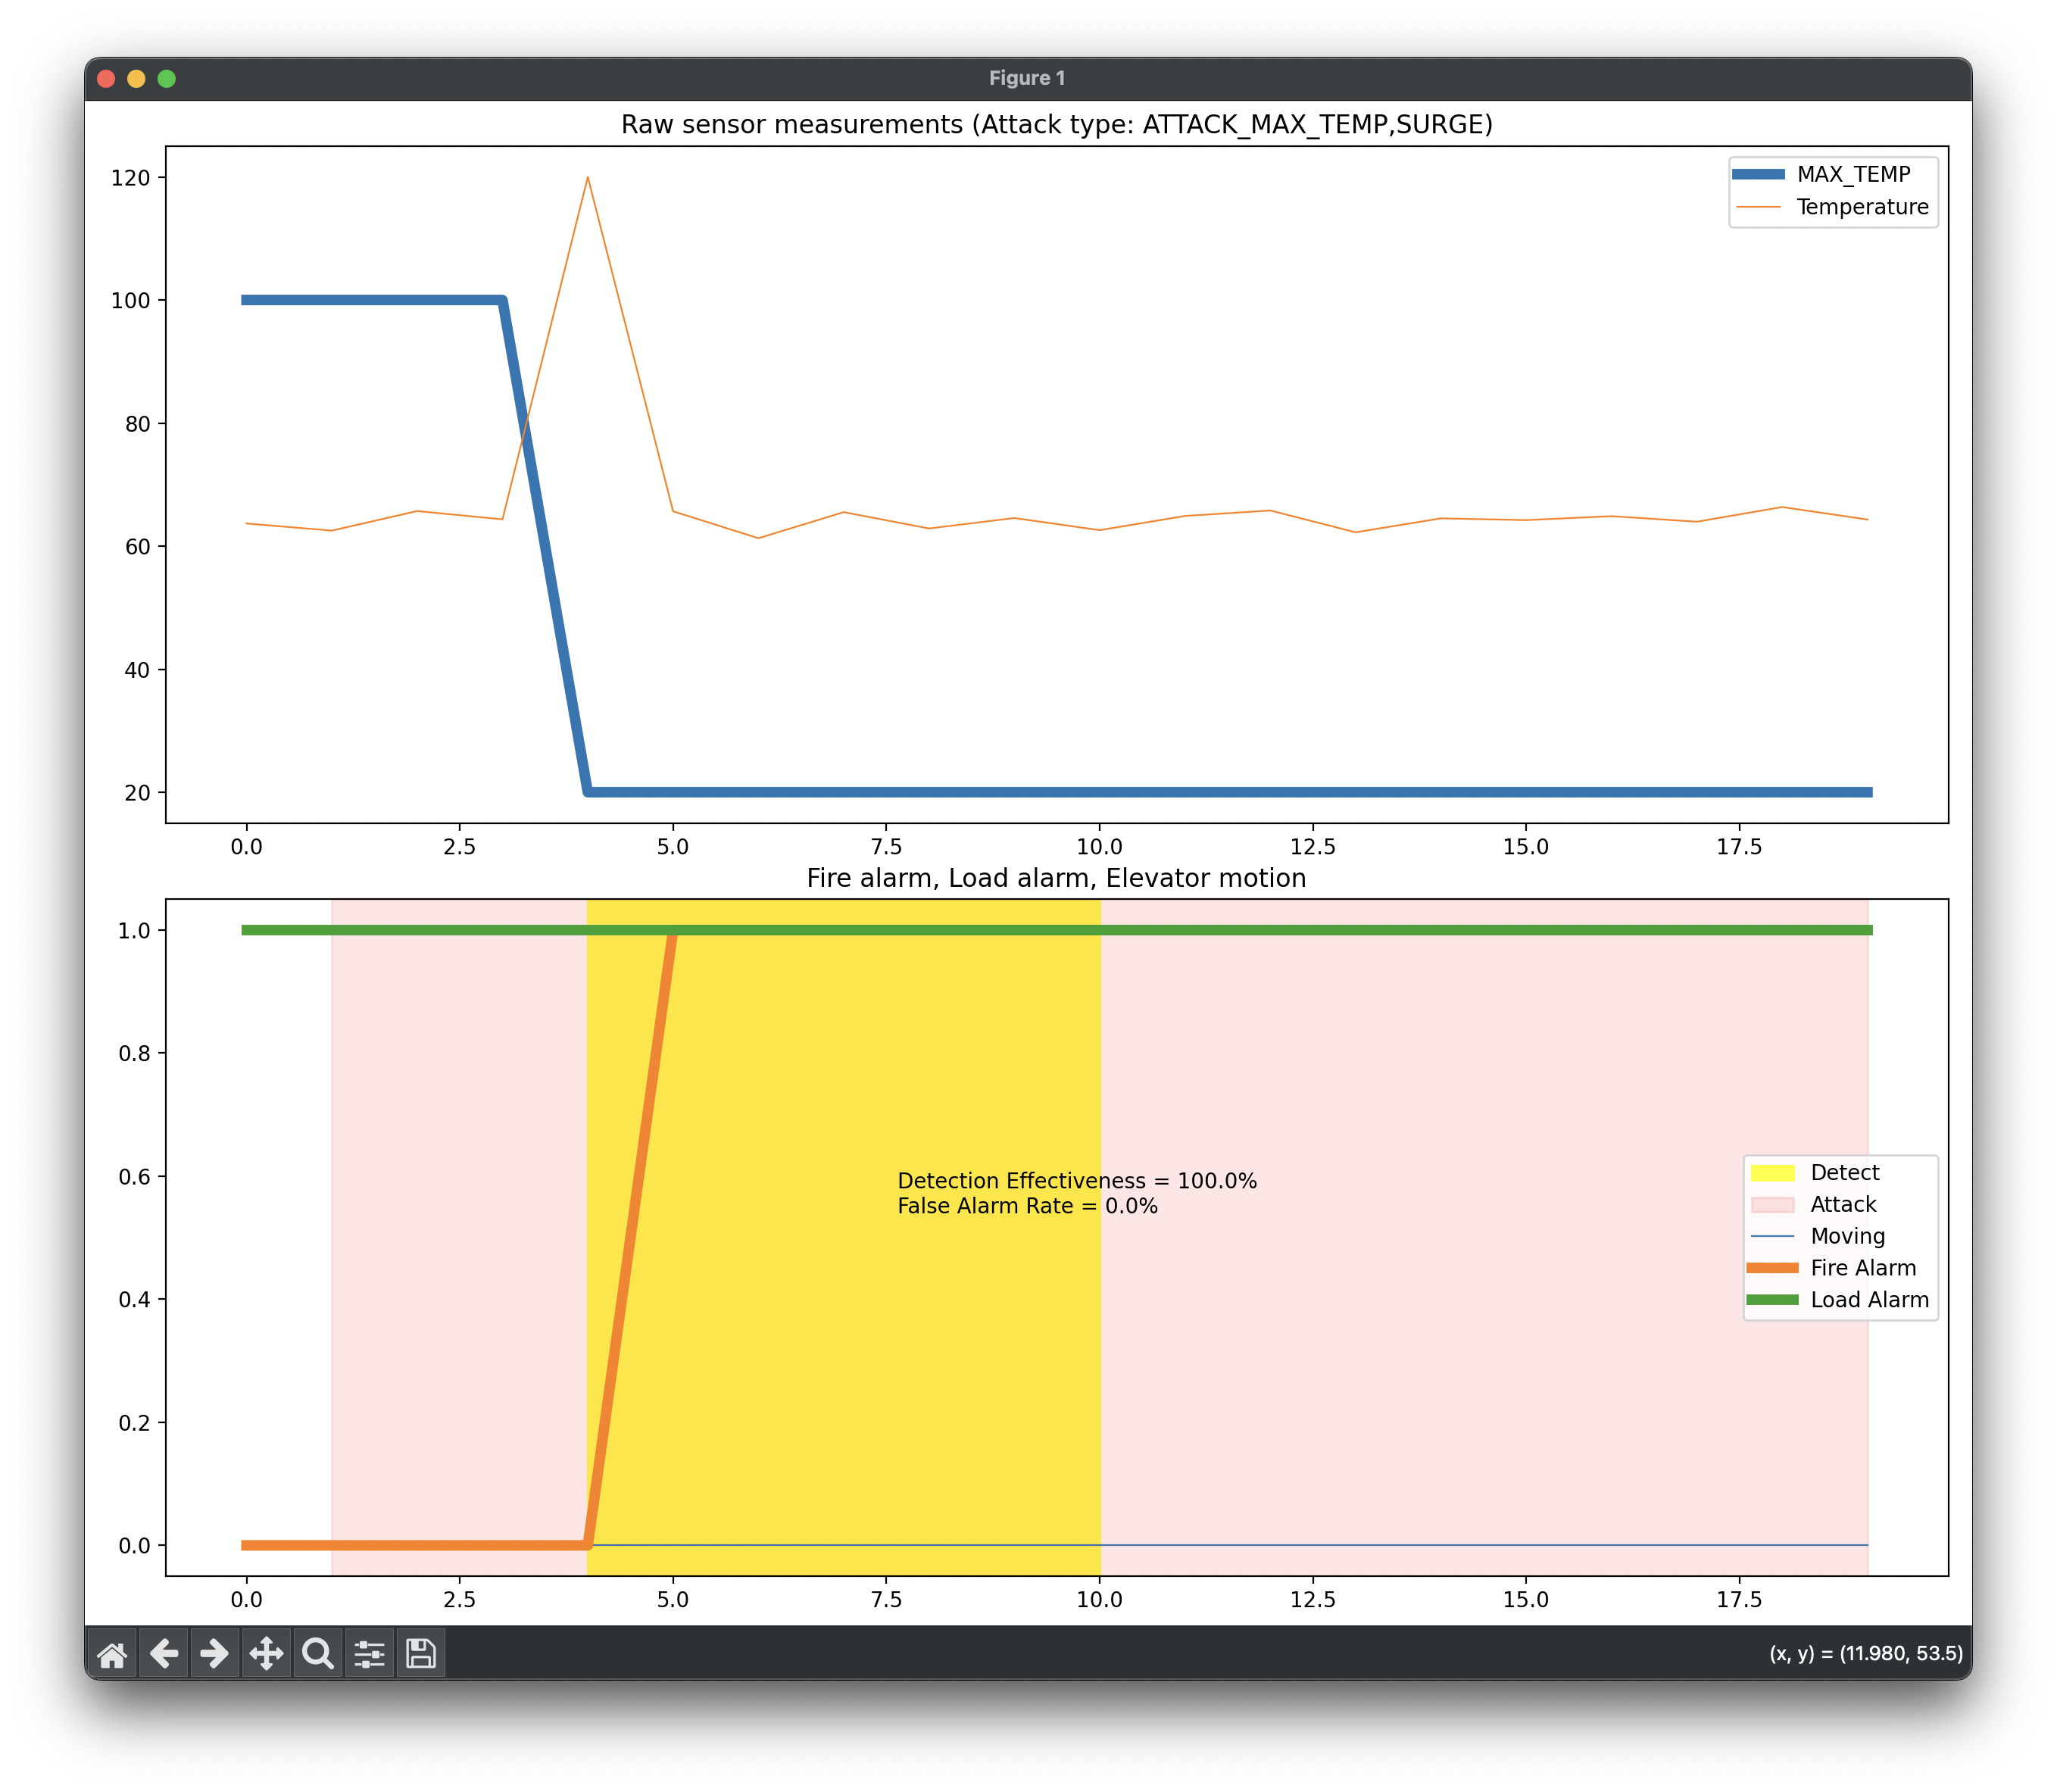 Figure 1
Raw sensor measurements (Attack type: ATTACK_MAX_TEMP,SURGE)
120
100
80
60
40
20
MAX_TEMP
Temperature
0.0 2.5 5.0 7.5 10.0 12.5 15.0 17.5
Fire alarm, Load alarm, Elevator motion
1.0
0.8
0.6
0.4
0.2
0.0
Detection Effectiveness = 100.0%
False Alarm Rate = 0.0%
Detect
Attack
Moving
Fire Alarm
Load Alarm
0.0 2.5 5.0 7.5 10.0 12.5 15.0 17.5
(x, y) = (11.980, 53.5)